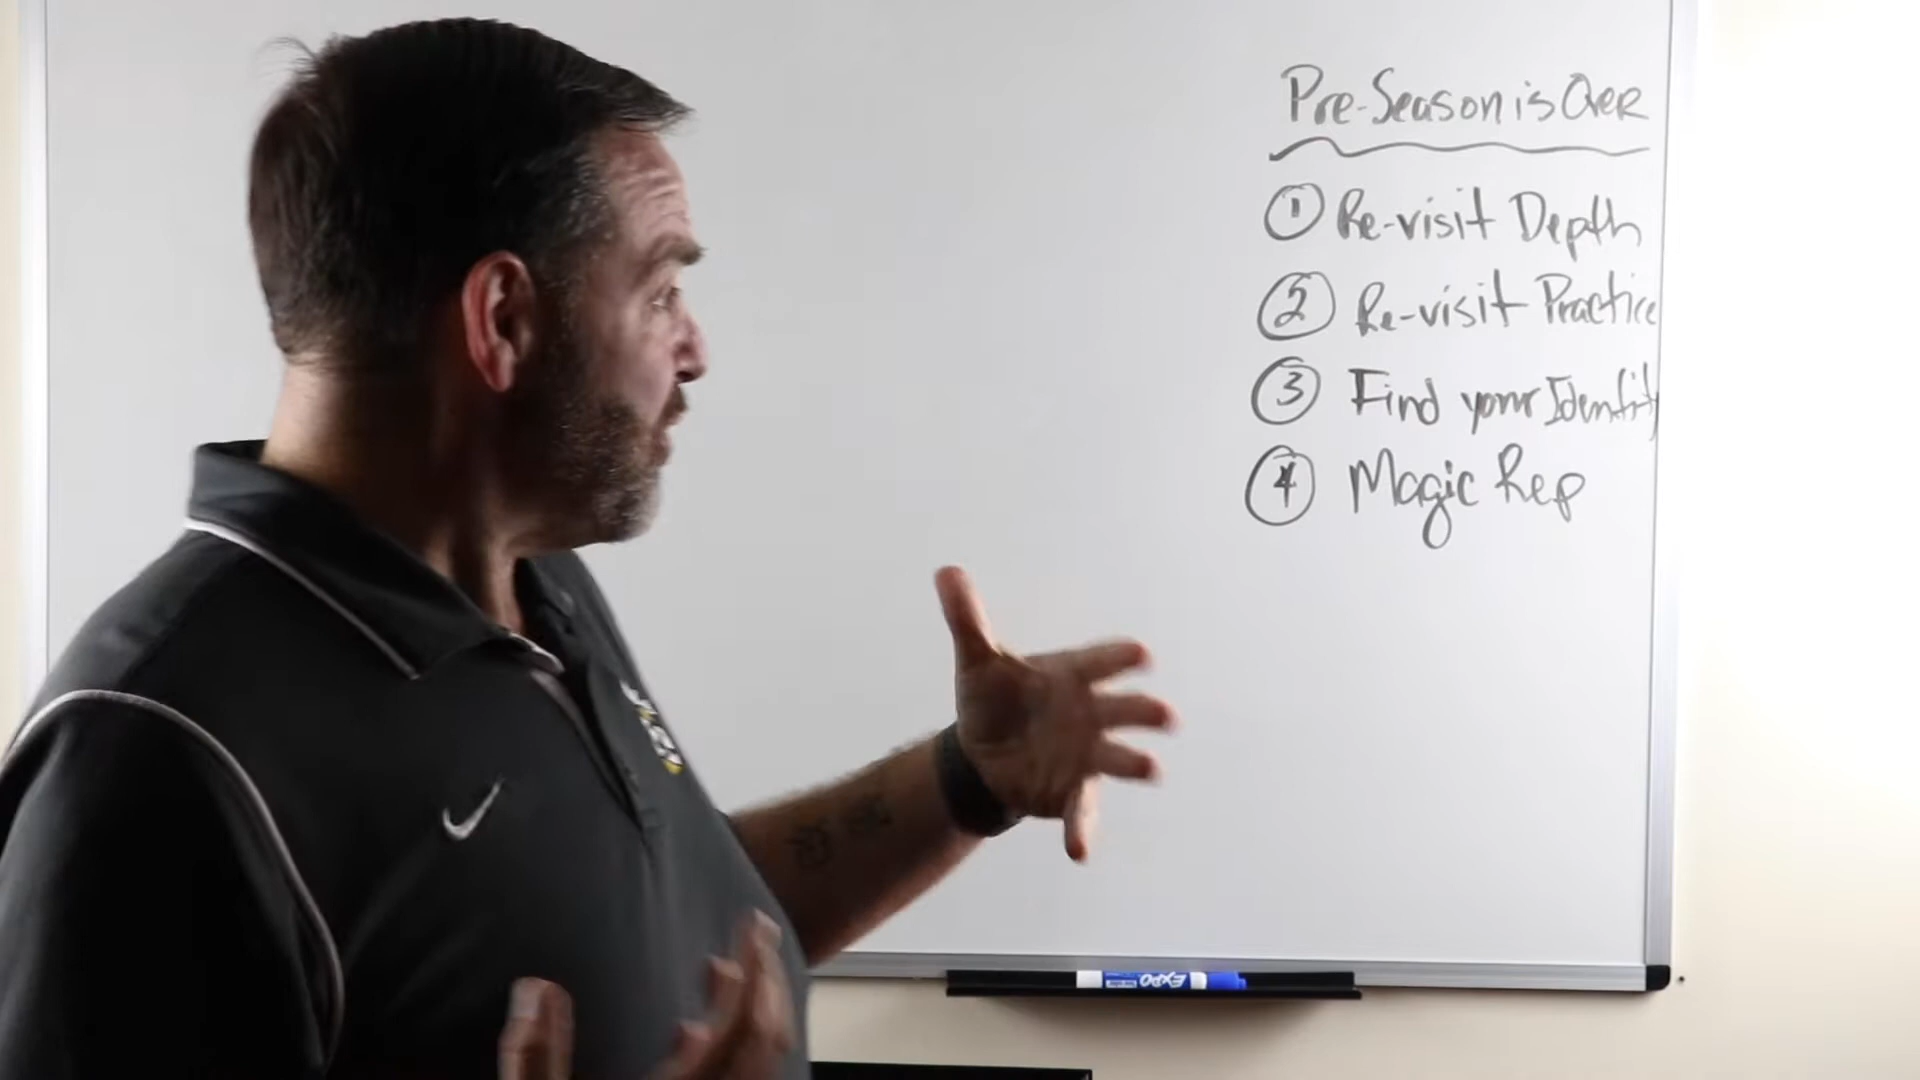 Pre-Season is Over
1 Re-visit Depth
2 Re-visit Practice
3 Find your Identity
4 Magic Rep
EXPO